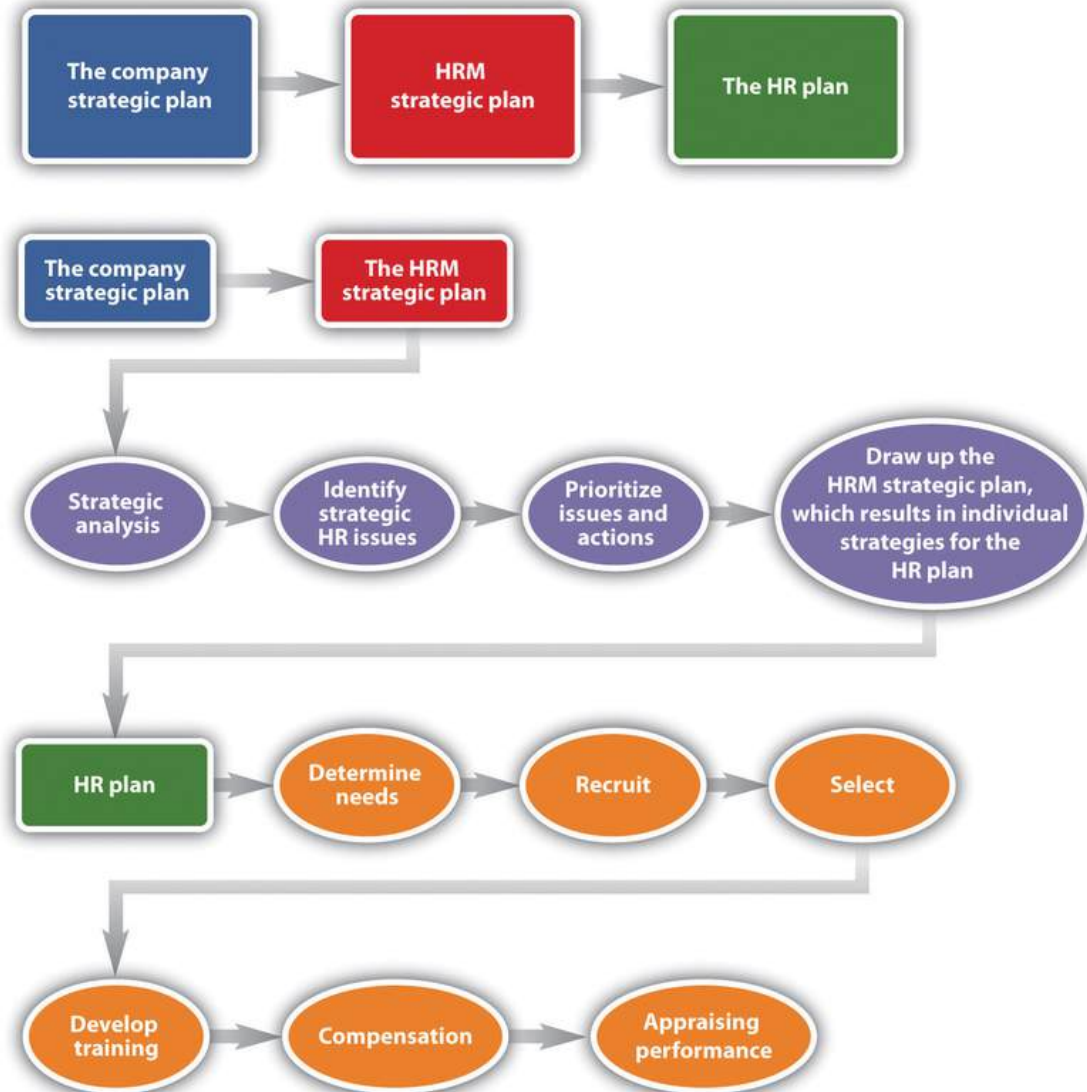 The company
strategic plan
HRM
strategic plan
The HR plan
The company
strategic plan
The HRM
strategic plan
Strategic
analysis
Identify
strategic
HR issues
Prioritize
issues and
actions
Draw up the
HRM strategic plan,
which results in individual
strategies for the
HR plan
HR plan
Determine
needs
Recruit
Select
Develop
training
Compensation
Appraising
performance